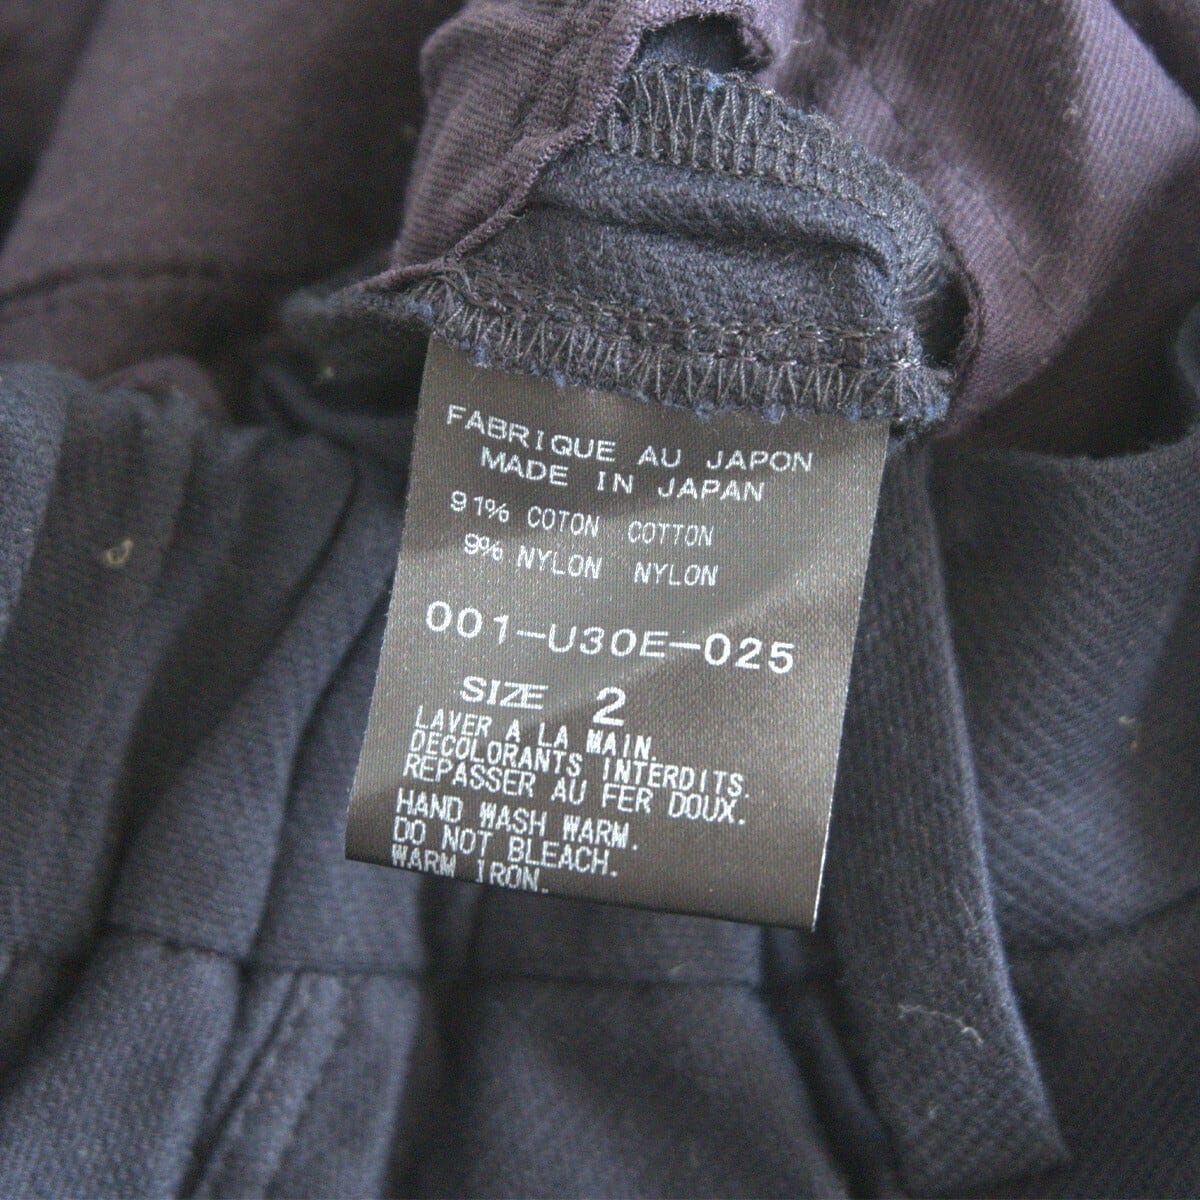 FABRIQUE AU JAPON
MADE IN JAPAN
91% COTON COTTON
9% NYLON NYLON
001-U30E-025
SIZE 2
LAVER A LA MAIN.
DECOLORANTS INTERDITS.
REPASSER AU FER DOUX.
HAND WASH WARM.
DO NOT BLEACH.
WARM IRON.